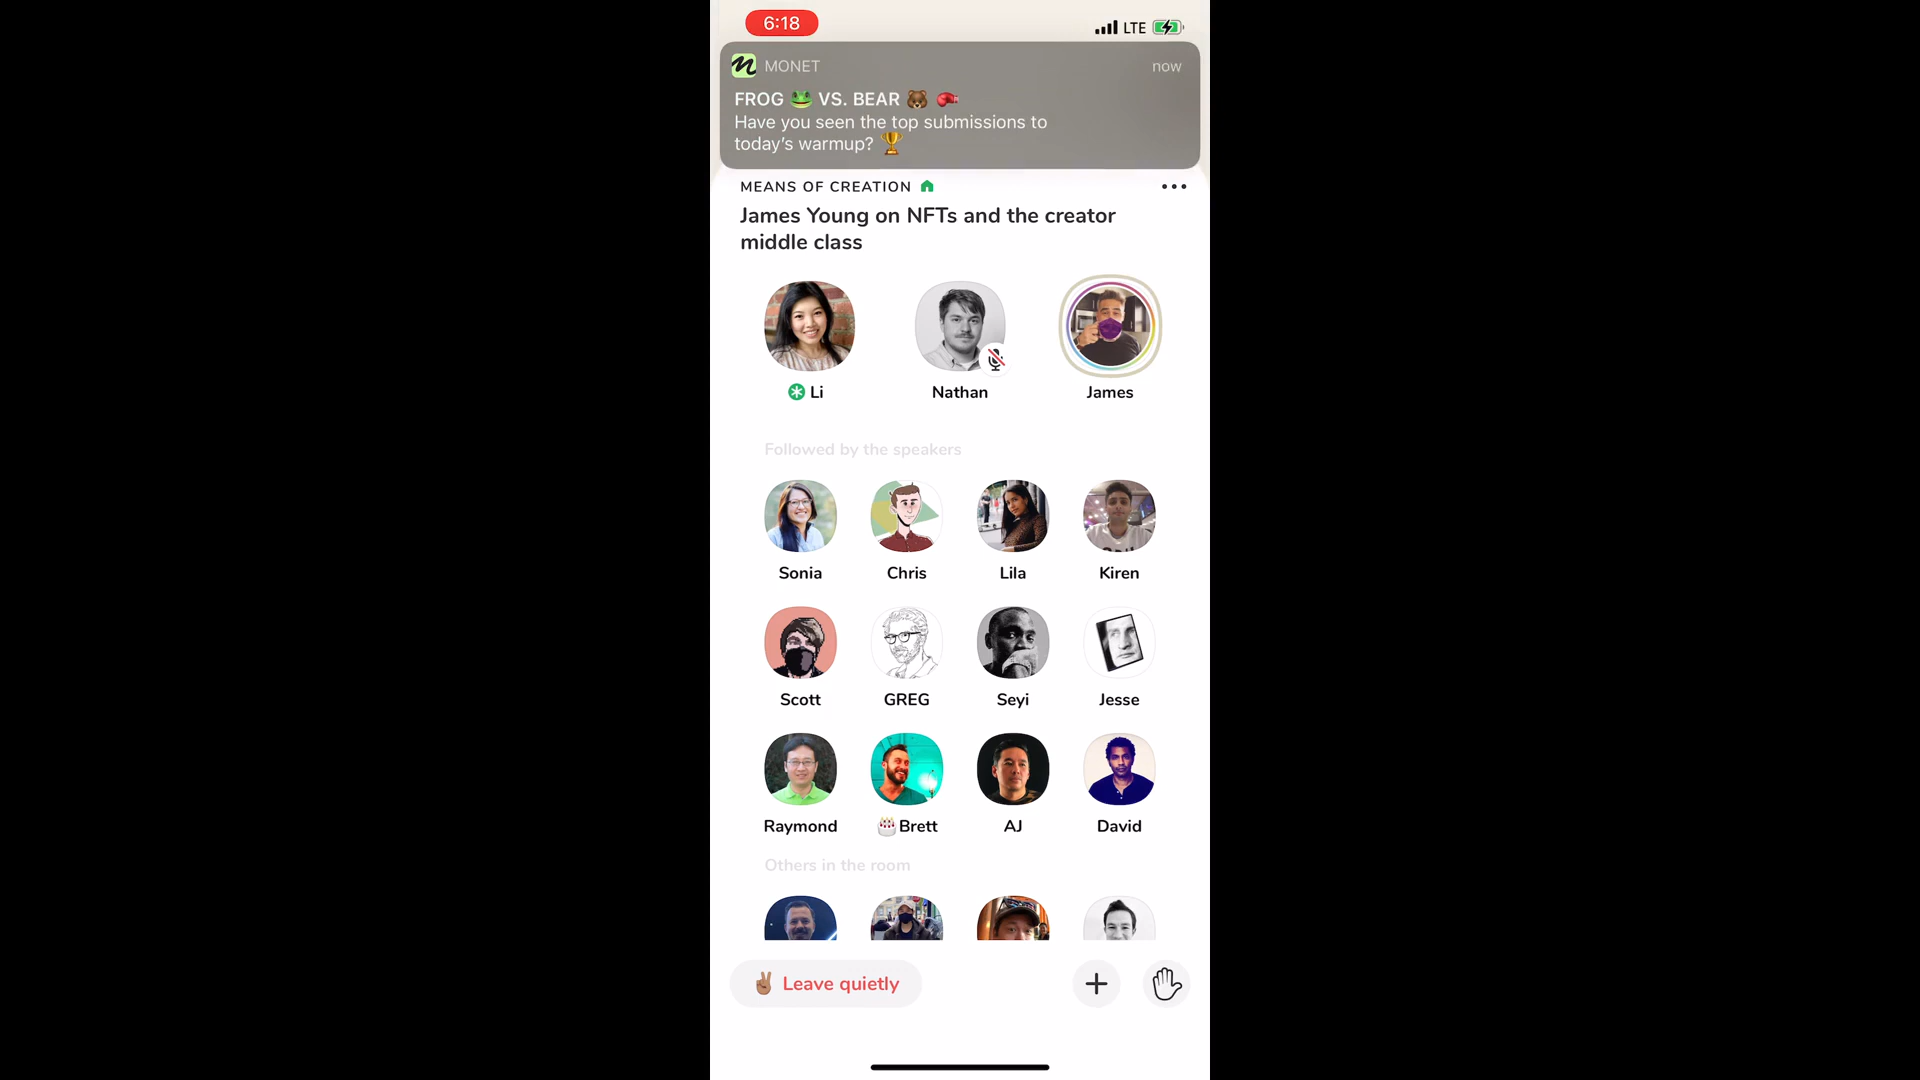 6:18
LTE
MONET
now
FROG 🐸 VS. BEAR 🐻 🥊
Have you seen the top submissions to
today's warmup? 🏆
MEANS OF CREATION
James Young on NFTs and the creator
middle class
Li
Nathan
James
Followed by the speakers
Sonia
Chris
Lila
Kiren
Scott
GREG
Seyi
Jesse
Raymond
🎂Brett
AJ
David
Others in the room
✌🏽 Leave quietly